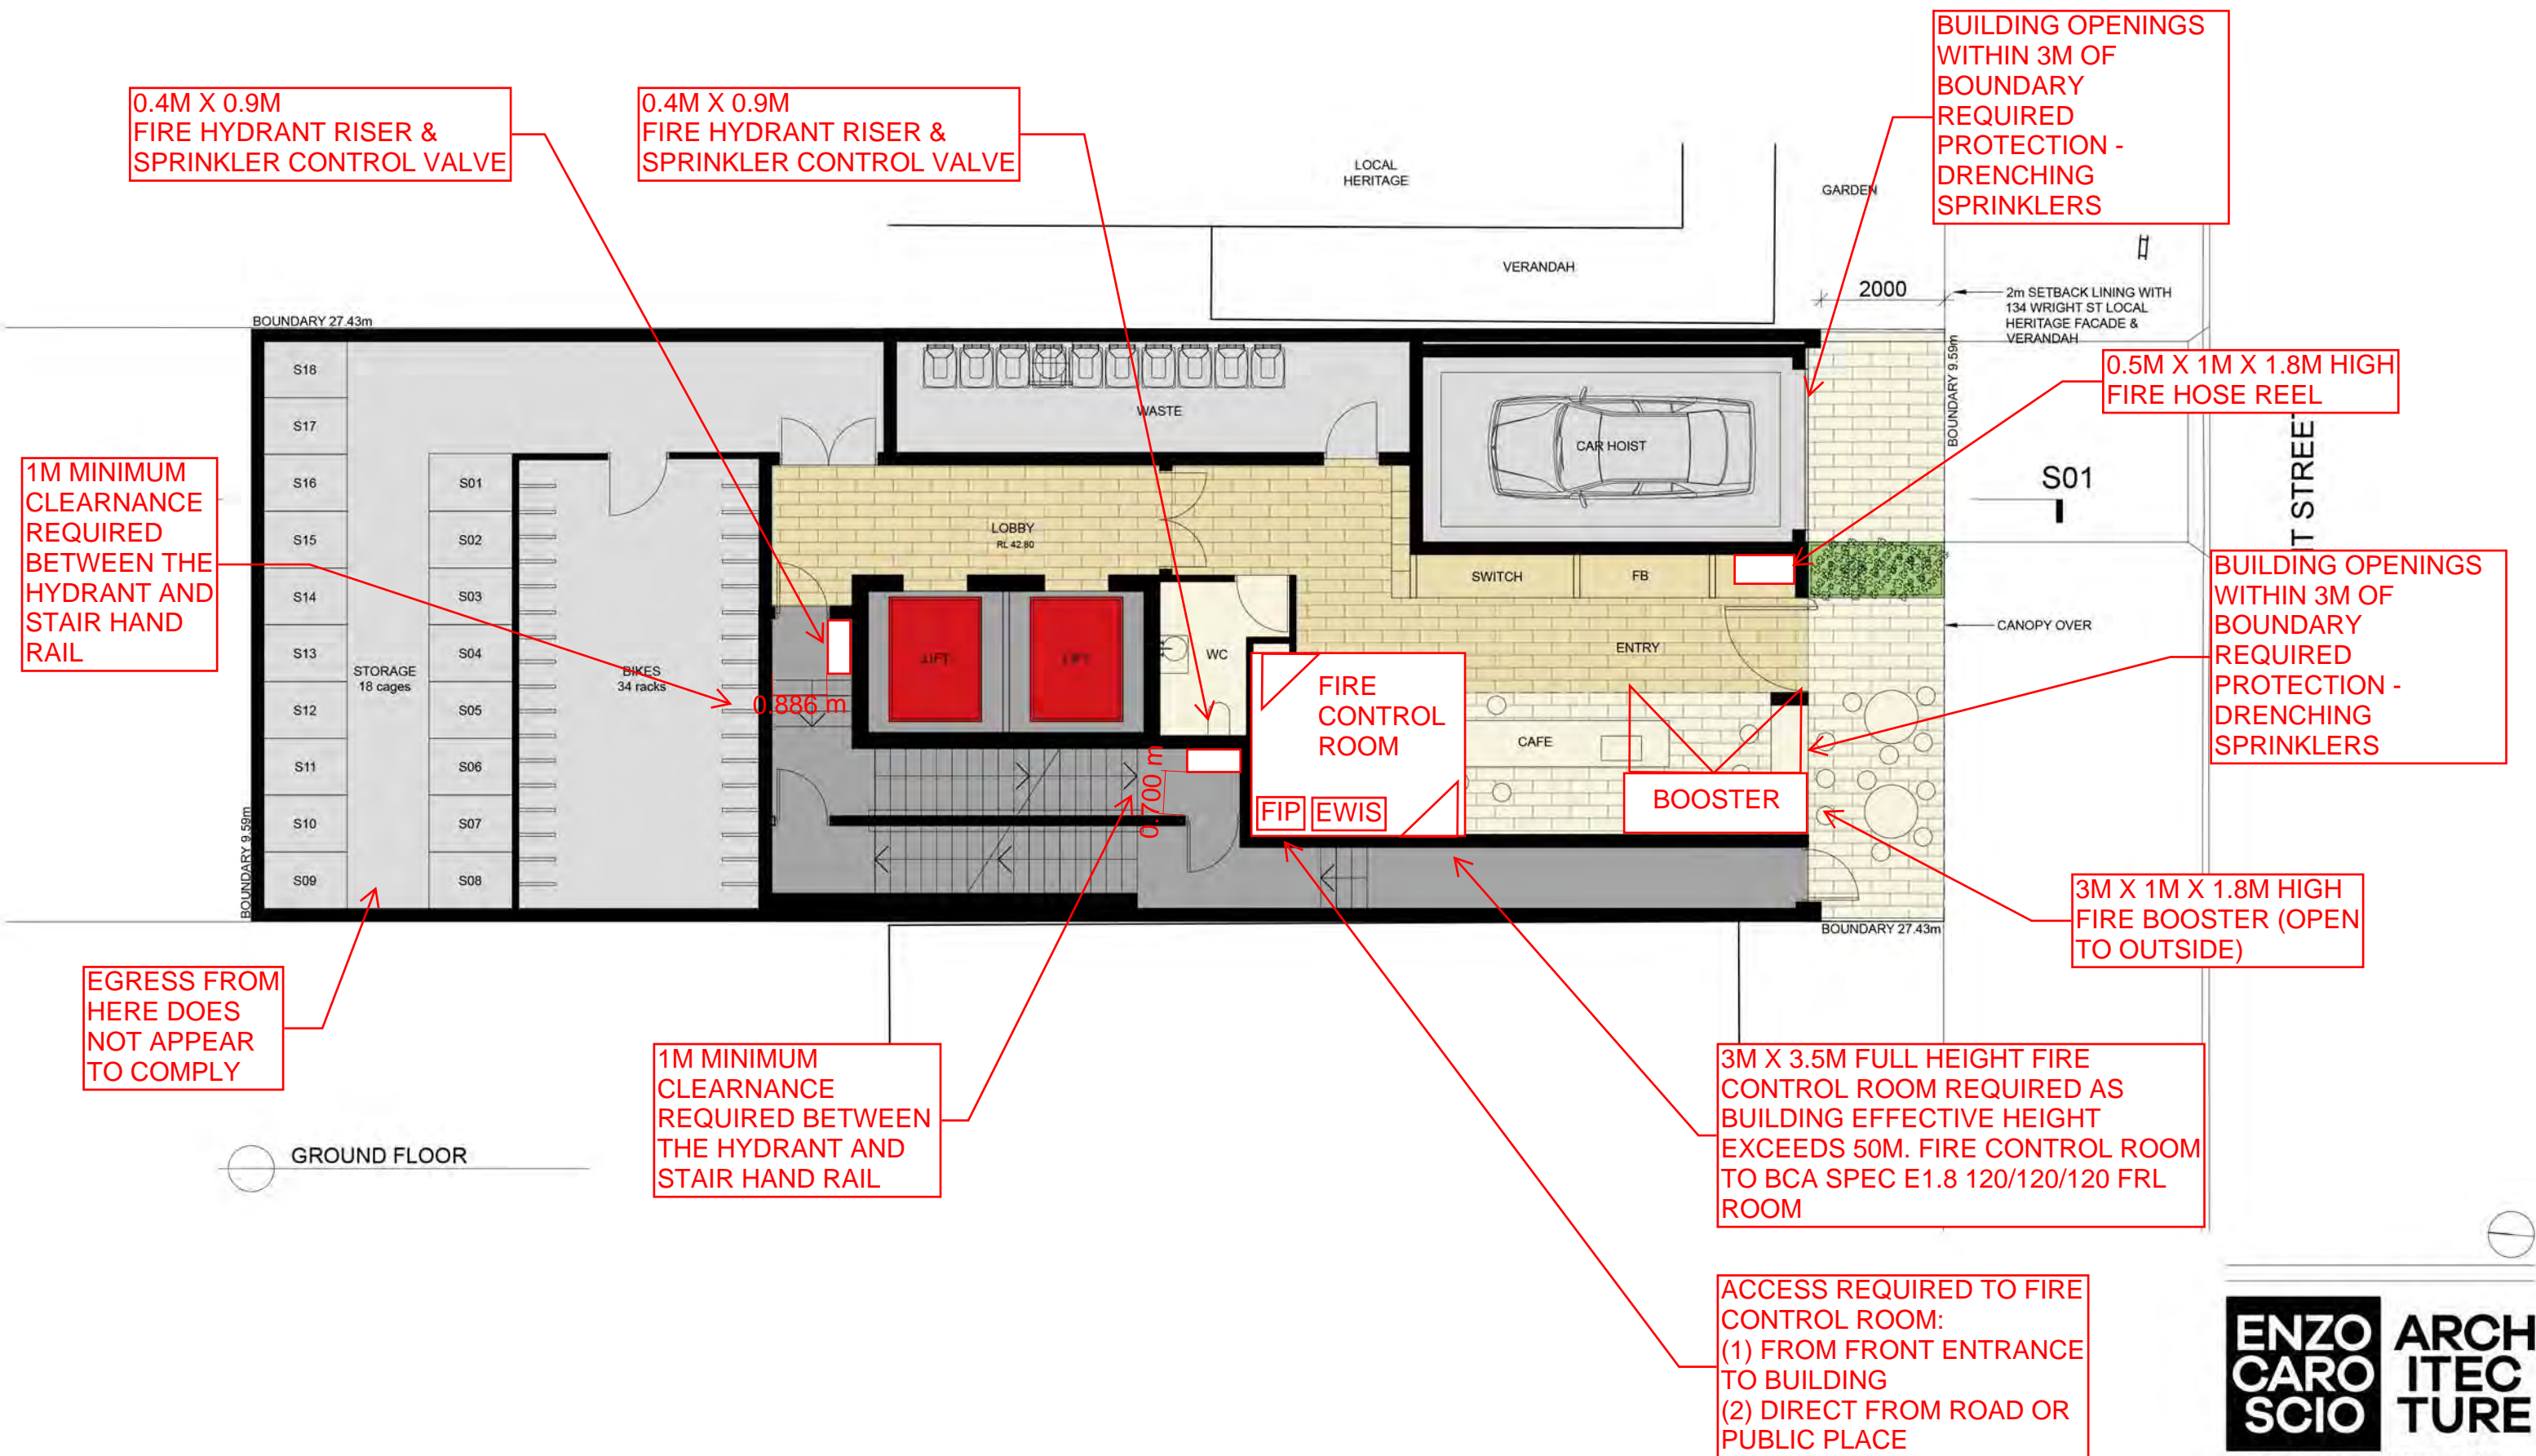 BUILDING OPENINGS
WITHIN 3M OF
BOUNDARY
REQUIRED
PROTECTION -
DRENCHING
SPRINKLERS
0.4M X 0.9M
FIRE HYDRANT RISER &
SPRINKLER CONTROL VALVE
0.4M X 0.9M
FIRE HYDRANT RISER &
SPRINKLER CONTROL VALVE
LOCAL
HERITAGE
GARDEN
VERANDAH
2000
2m SETBACK LINING WITH
134 WRIGHT ST LOCAL
HERITAGE FACADE &
VERANDAH
BOUNDARY 27.43m
BOUNDARY 9.59m
0.5M X 1M X 1.8M HIGH
FIRE HOSE REEL
S18
S17
S16
S15
S14
S13
S12
S11
S10
S09
S01
S02
S03
S04
S05
S06
S07
S08
STORAGE
18 cages
BIKES
34 racks
WASTE
CAR HOIST
LOBBY
RL 42.80
SWITCH
FB
S01
IT STREE
1M MINIMUM
CLEARNANCE
REQUIRED
BETWEEN THE
HYDRANT AND
STAIR HAND
RAIL
0.886 m
LIFT
LIFT
WC
ENTRY
CANOPY OVER
BUILDING OPENINGS
WITHIN 3M OF
BOUNDARY
REQUIRED
PROTECTION -
DRENCHING
SPRINKLERS
FIRE
CONTROL
ROOM
CAFE
0.700 m
FIP
EWIS
BOOSTER
BOUNDARY 9.59m
3M X 1M X 1.8M HIGH
FIRE BOOSTER (OPEN
TO OUTSIDE)
BOUNDARY 27.43m
EGRESS FROM
HERE DOES
NOT APPEAR
TO COMPLY
1M MINIMUM
CLEARNANCE
REQUIRED BETWEEN
THE HYDRANT AND
STAIR HAND RAIL
3M X 3.5M FULL HEIGHT FIRE
CONTROL ROOM REQUIRED AS
BUILDING EFFECTIVE HEIGHT
EXCEEDS 50M. FIRE CONTROL ROOM
TO BCA SPEC E1.8 120/120/120 FRL
ROOM
GROUND FLOOR
ACCESS REQUIRED TO FIRE
CONTROL ROOM:
(1) FROM FRONT ENTRANCE
TO BUILDING
(2) DIRECT FROM ROAD OR
PUBLIC PLACE
ENZO
CARO
SCIO
ARCH
ITEC
TURE